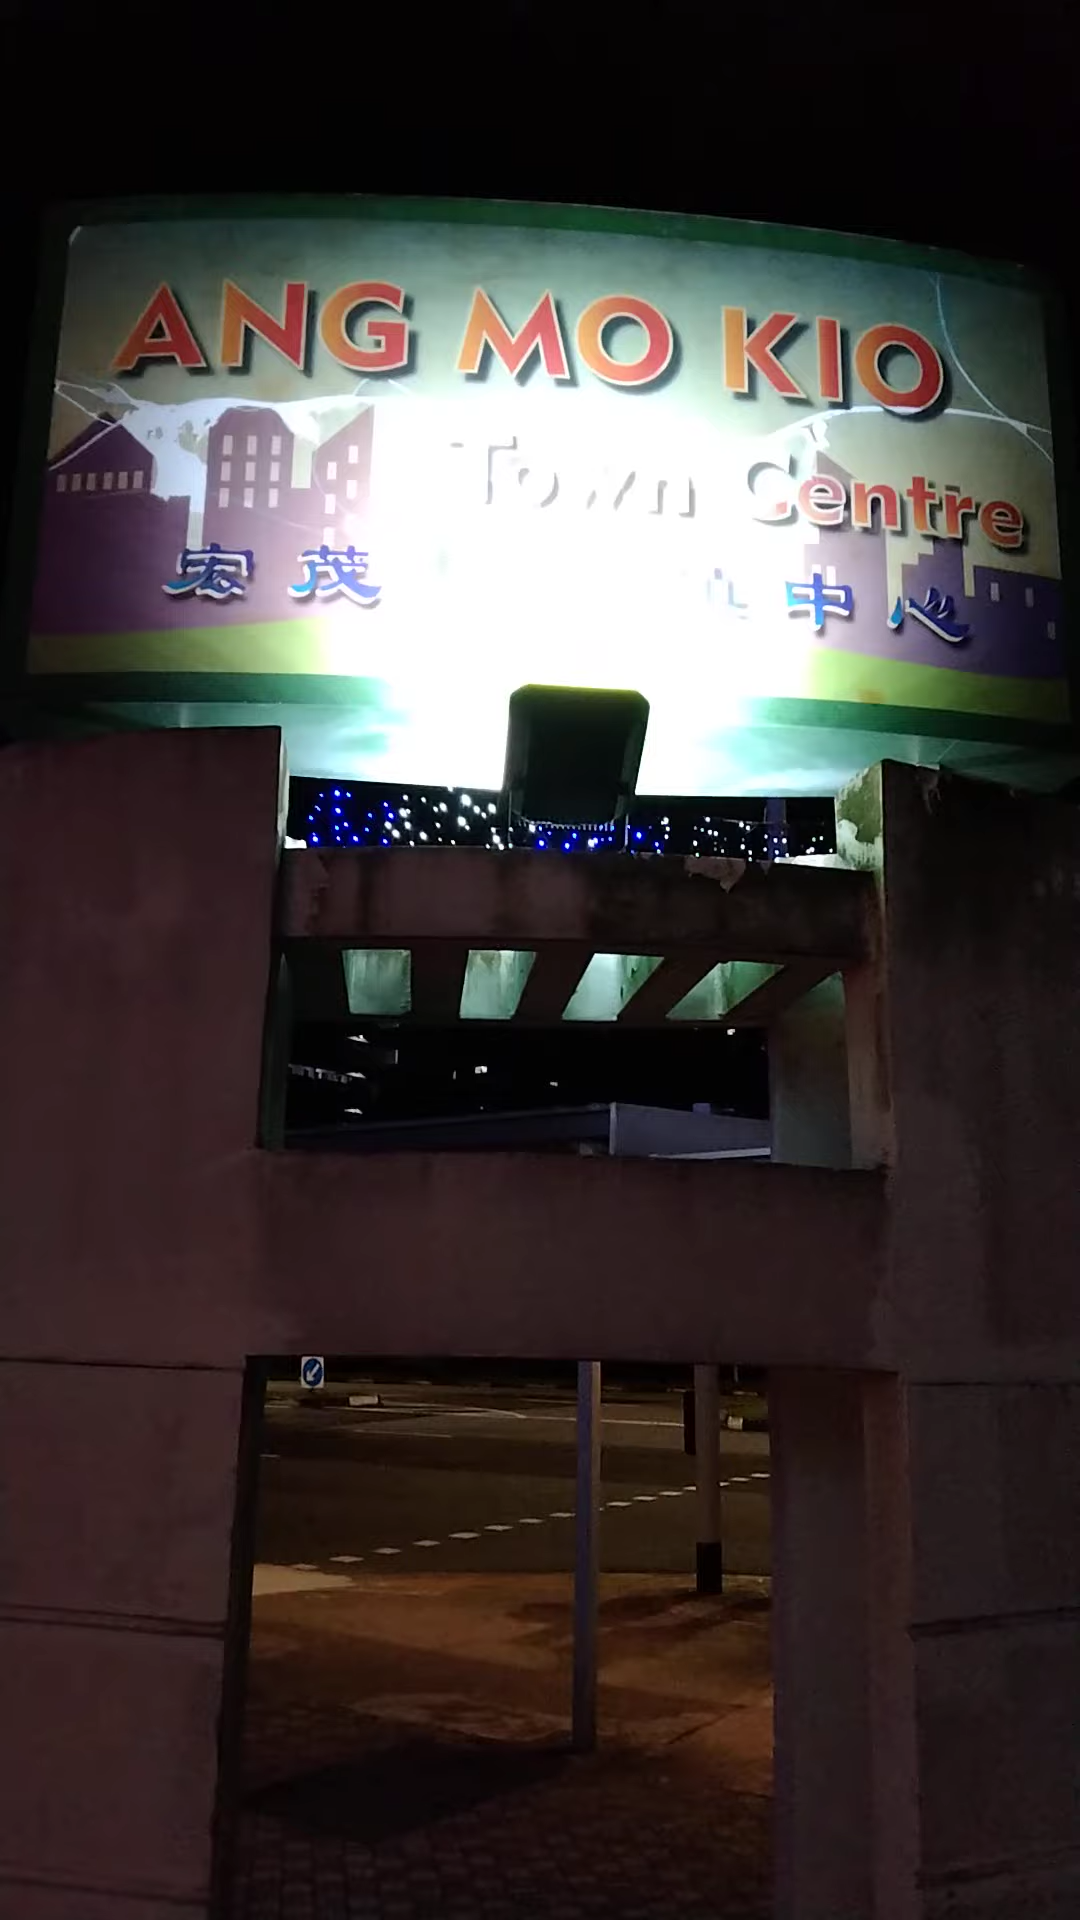 ANG MO KIO
Town Centre
宏茂 中心